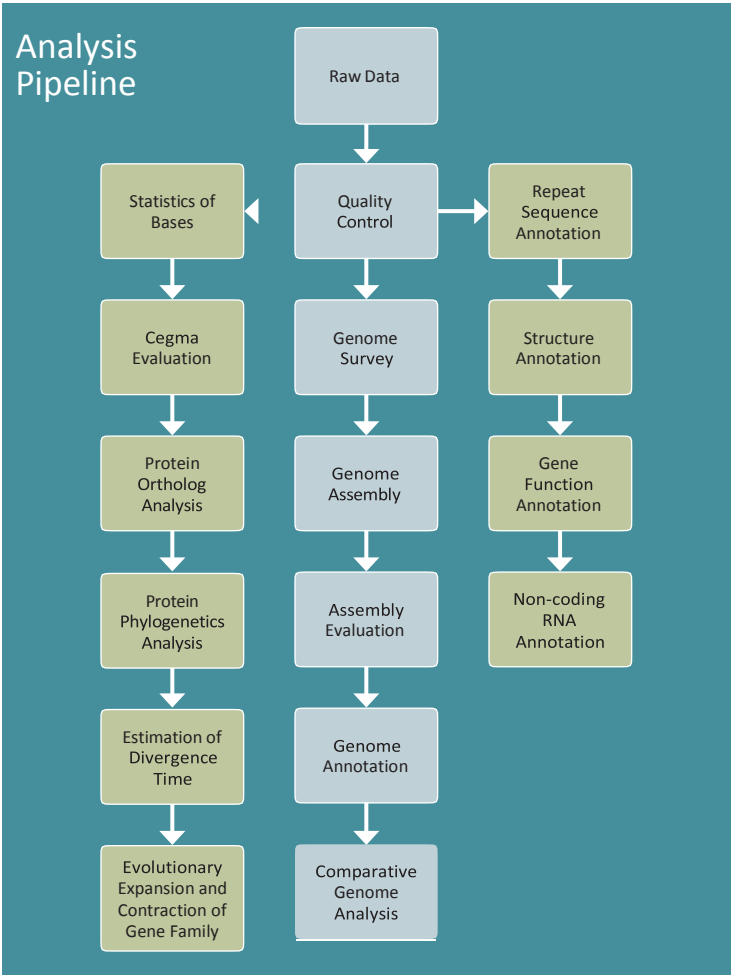 Analysis
Pipeline
Raw Data
Statistics of
Bases
Quality
Control
Repeat
Sequence
Annotation
Cegma
Evaluation
Genome
Survey
Structure
Annotation
Protein
Ortholog
Analysis
Genome
Assembly
Gene
Function
Annotation
Protein
Phylogenetics
Analysis
Assembly
Evaluation
Non-coding
RNA
Annotation
Estimation of
Divergence
Time
Genome
Annotation
Evolutionary
Expansion and
Contraction of
Gene Family
Comparative
Genome
Analysis